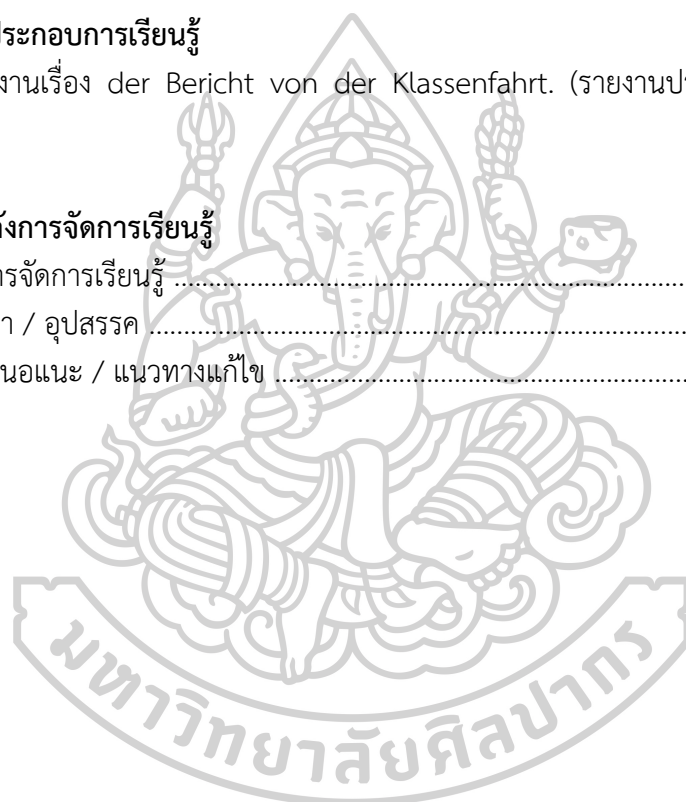 ประกอบการเรียนรู้
งานเรื่อง der Bericht von der Klassenfahrt. (รายงานป
การจัดการเรียนรู้
ารจัดการเรียนรู้ ....................................................................................
า / อุปสรรค ........................................................................................
นอแนะ / แนวทางแก้ไข ....................................................................
มหาวิทยาลัยศิลปากร